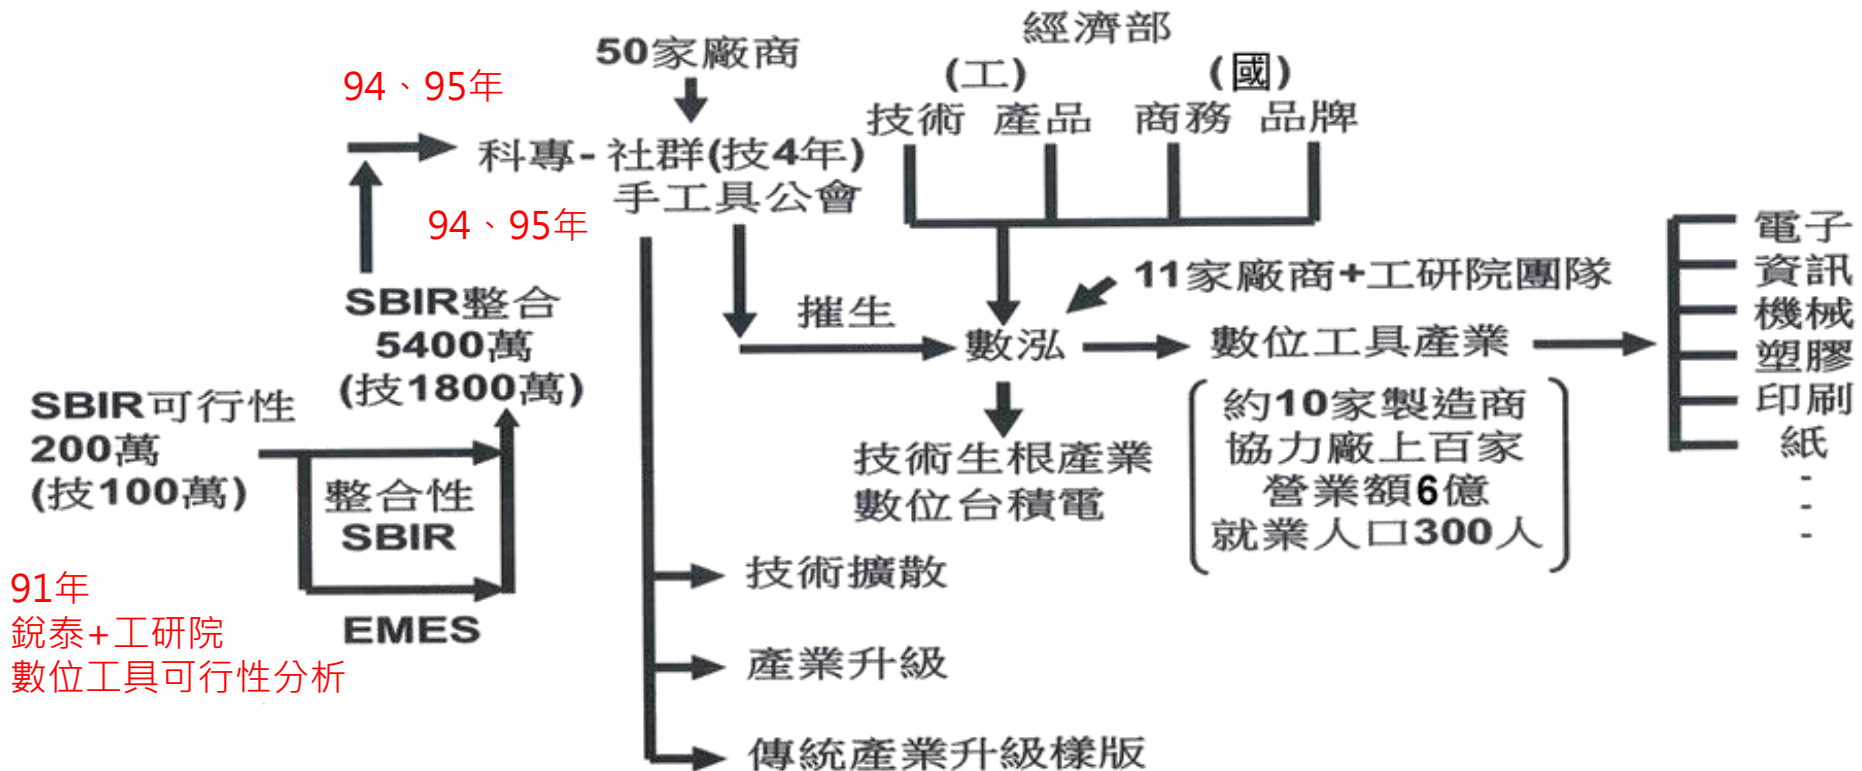 經濟部
50家廠商
(工)
(國)
94、95年
技術 產品 商務 品牌
科專-社群(技4年)
手工具公會
94、95年
SBIR整合
5400萬
(技1800萬)
SBIR可行性
200萬
(技100萬)
整合性
SBIR
EMES
91年
銳泰+工研院
數位工具可行性分析
摧生
11家廠商+工研院團隊
數泓
數位工具產業
技術生根產業
數位台積電
約10家製造商
協力廠上百家
營業額6億
就業人口300人
電子
資訊
機械
塑膠
印刷
紙
-
-
-
技術擴散
產業升級
傳統產業升級樣版